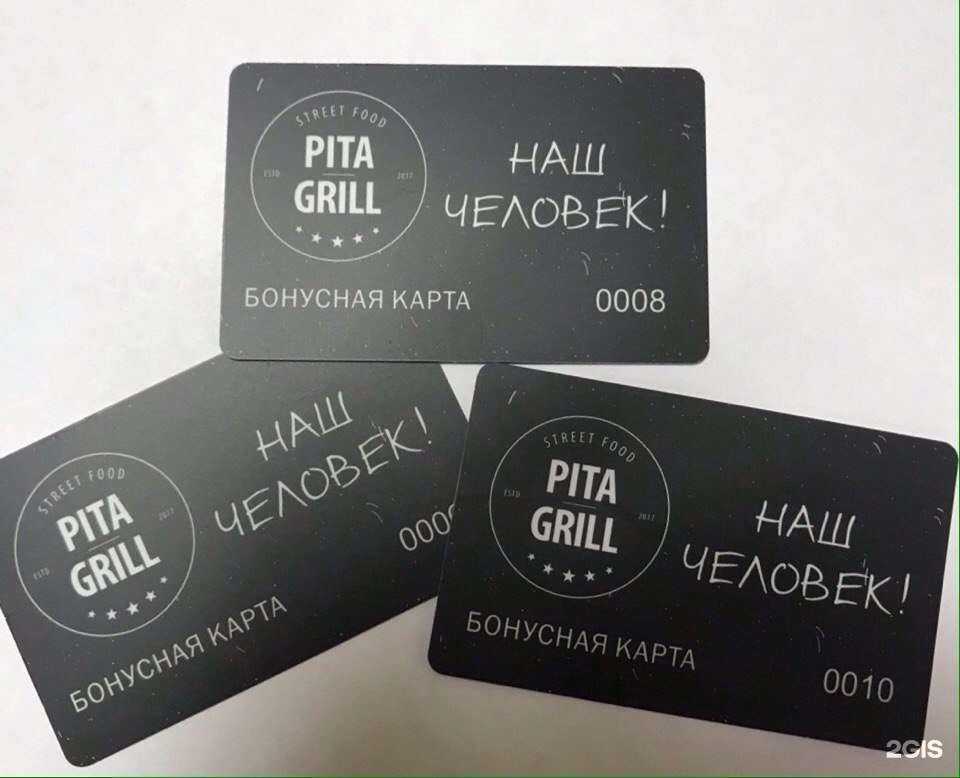 STREET FOOD
PITA
ESTD 2017
GRILL
НАШ
ЧЕЛОВЕК!
БОНУСНАЯ КАРТА 0008
STREET FOOD
PITA
ESTD 2017
GRILL
НАШ
ЧЕЛОВЕК!
БОНУСНАЯ КАРТА
STREET FOOD
PITA
ESTD 2017
GRILL
НАШ
ЧЕЛОВЕК!
БОНУСНАЯ КАРТА 0010
2GIS